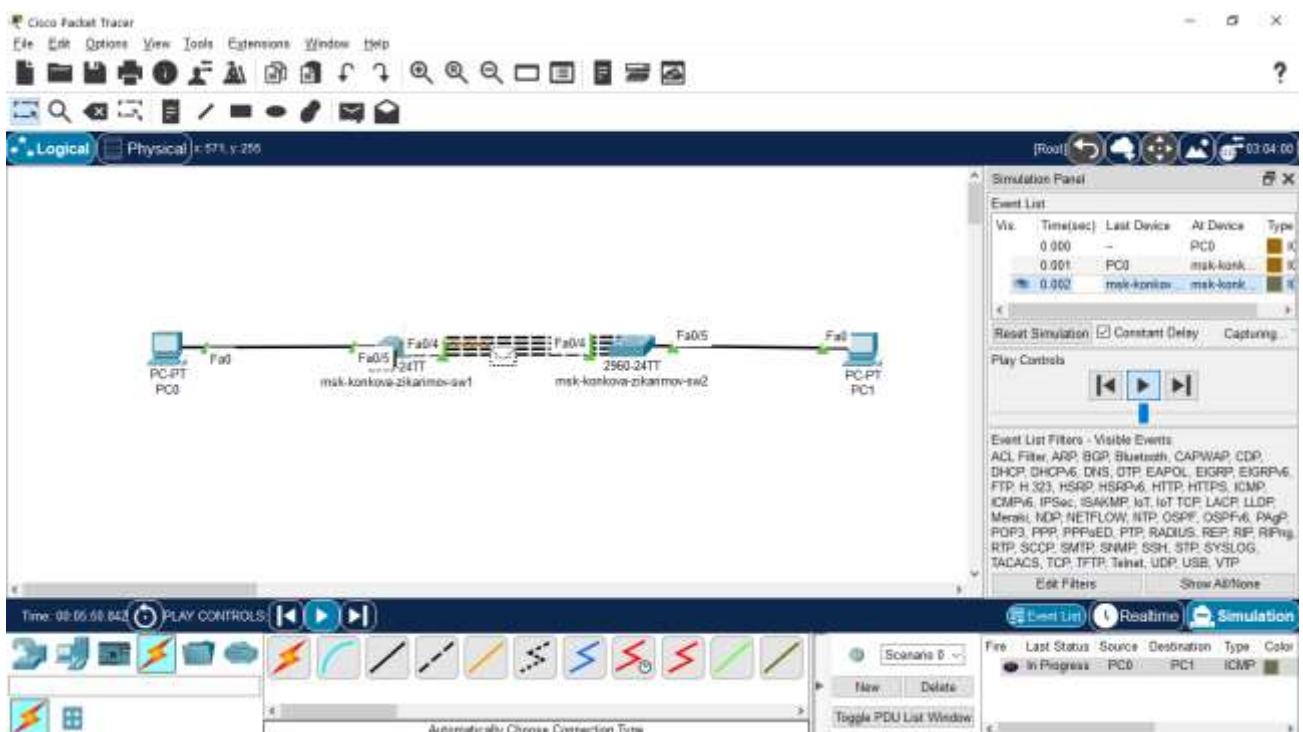 Cisco Packet Tracer
File Edit Options View Tools Extensions Window Help
?
Logical Physical x: 571, y: 255 [Root] 03:04:00
Simulation Panel
Event List
Vis. Time(sec) Last Device At Device Type
0.000 -- PC0
0.001 PC0 msk-konk...
0.002 msk-konkov... msk-konk...
Reset Simulation Constant Delay Capturing...
Play Controls
Fa0 Fa0/5 Fa0/4 Fa0/4 Fa0/5 Fa0
PC-PT 24TT 2960-24TT PC-PT
PC0 msk-konkova-zikarimov-sw1 msk-konkova-zikarimov-sw2 PC1
Event List Filters - Visible Events
ACL Filter, ARP, BGP, Bluetooth, CAPWAP, CDP,
DHCP, DHCPv6, DNS, DTP, EAPOL, EIGRP, EIGRPv6,
FTP, H.323, HSRP, HSRPv6, HTTP, HTTPS, ICMP,
ICMPv6, IPSec, ISAKMP, IoT, IoT TCP, LACP, LLDP,
Meraki, NDP, NETFLOW, NTP, OSPF, OSPFv6, PAgP,
POP3, PPP, PPPoED, PTP, RADIUS, REP, RIP, RIPng,
RTP, SCCP, SMTP, SNMP, SSH, STP, SYSLOG,
TACACS, TCP, TFTP, Telnet, UDP, USB, VTP
Edit Filters Show All/None
Time: 00:05:50.842 PLAY CONTROLS: Event List Realtime Simulation
Scenario 0 Fire Last Status Source Destination Type Color
In Progress PC0 PC1 ICMP
New Delete
Toggle PDU List Window
Automatically Choose Connection Type